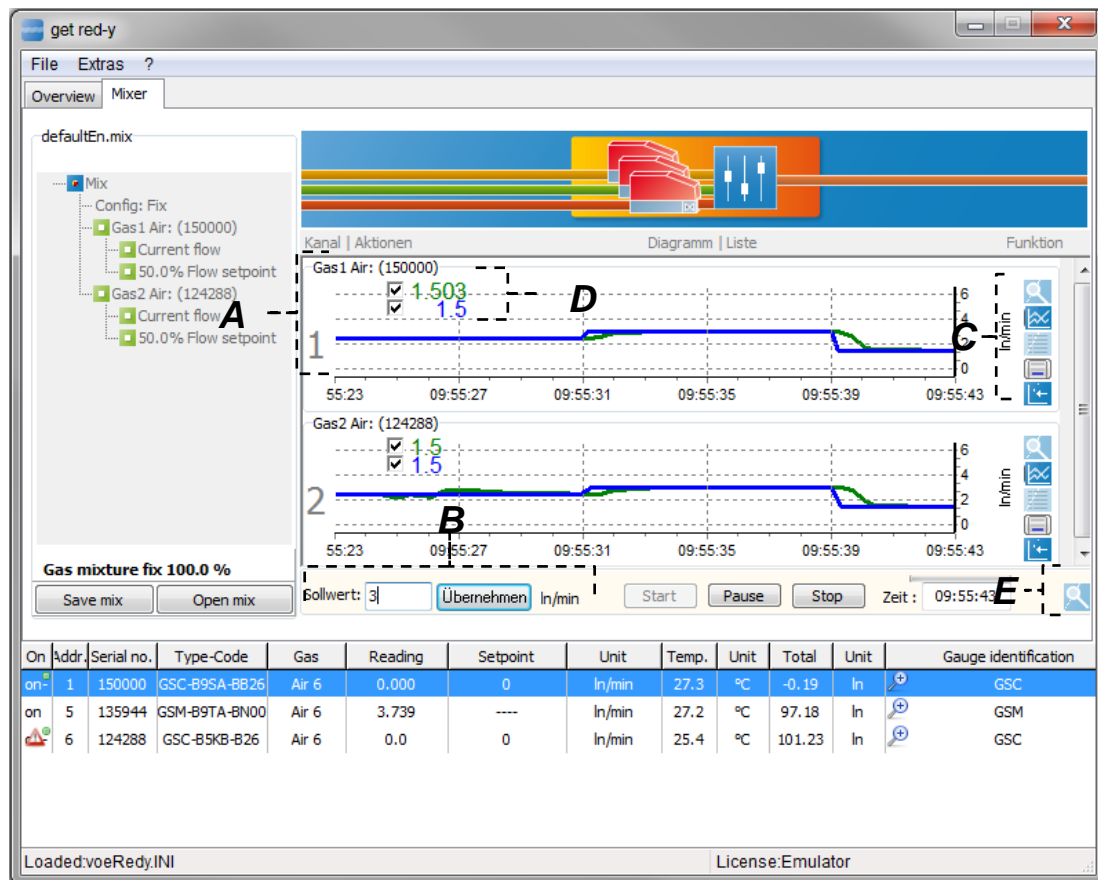 get red-y
File Extras ?
Overview Mixer
defaultEn.mix
Mix
Config: Fix
Gas1 Air: (150000)
Current flow
50.0% Flow setpoint
Gas2 Air: (124288)
Current flow
50.0% Flow setpoint
Gas mixture fix 100.0 %
Save mix Open mix
Kanal | Aktionen Diagramm | Liste Funktion
A
Gas1 Air: (150000)
1.503
1.5
D
C
1
6
4
2
0
ln/min
55:23 09:55:27 09:55:31 09:55:35 09:55:39 09:55:43
Gas2 Air: (124288)
1.5
1.5
2
6
4
2
0
ln/min
B
55:23 09:55:27 09:55:31 09:55:35 09:55:39 09:55:43
Sollwert: 3 Übernehmen ln/min Start Pause Stop Zeit : 09:55:43
E
On Addr. Serial no. Type-Code Gas Reading Setpoint Unit Temp. Unit Total Unit Gauge identification
on- 1 150000 GSC-B9SA-BB26 Air 6 0.000 0 ln/min 27.3 °C -0.19 ln GSC
on 5 135944 GSM-B9TA-BN00 Air 6 3.739 ---- ln/min 27.2 °C 97.18 ln GSM
6 124288 GSC-B5KB-B26 Air 6 0.0 0 ln/min 25.4 °C 101.23 ln GSC
Loaded:voeRedy.INI License:Emulator